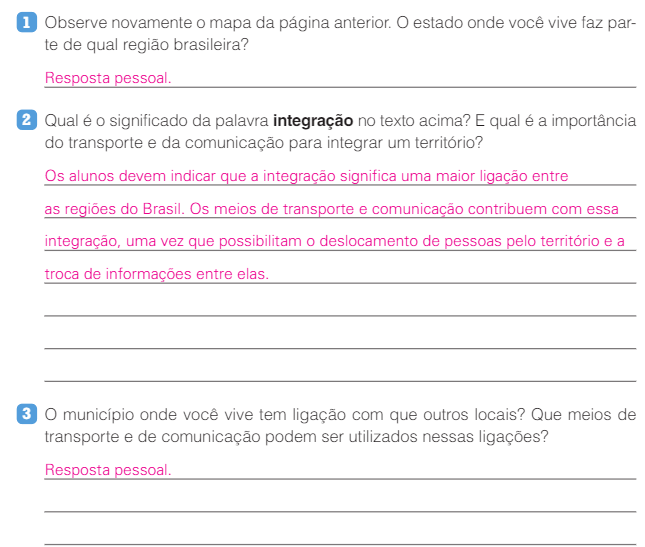 1 Observe novamente o mapa da página anterior. O estado onde você vive faz par-
te de qual região brasileira?
Resposta pessoal.
2 Qual é o significado da palavra integração no texto acima? E qual é a importância
do transporte e da comunicação para integrar um território?
Os alunos devem indicar que a integração significa uma maior ligação entre
as regiões do Brasil. Os meios de transporte e comunicação contribuem com essa
integração, uma vez que possibilitam o deslocamento de pessoas pelo território e a
troca de informações entre elas.
3 O município onde você vive tem ligação com que outros locais? Que meios de
transporte e de comunicação podem ser utilizados nessas ligações?
Resposta pessoal.